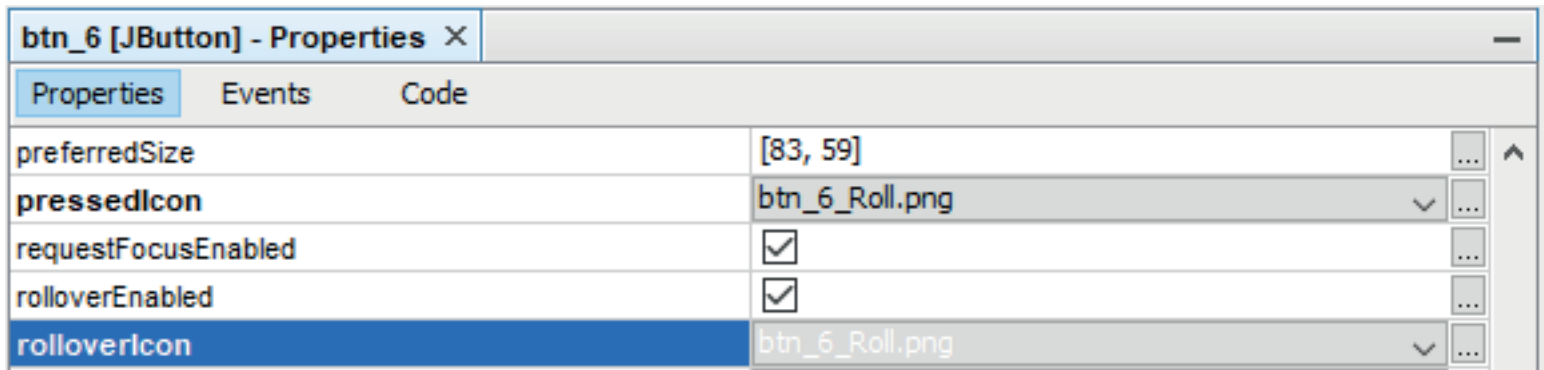 btn_6 [JButton] - Properties ×
Properties Events Code
preferredSize [83, 59] ...
pressedIcon btn_6_Roll.png ...
requestFocusEnabled ...
rolloverEnabled ...
rolloverIcon btn_6_Roll.png ...